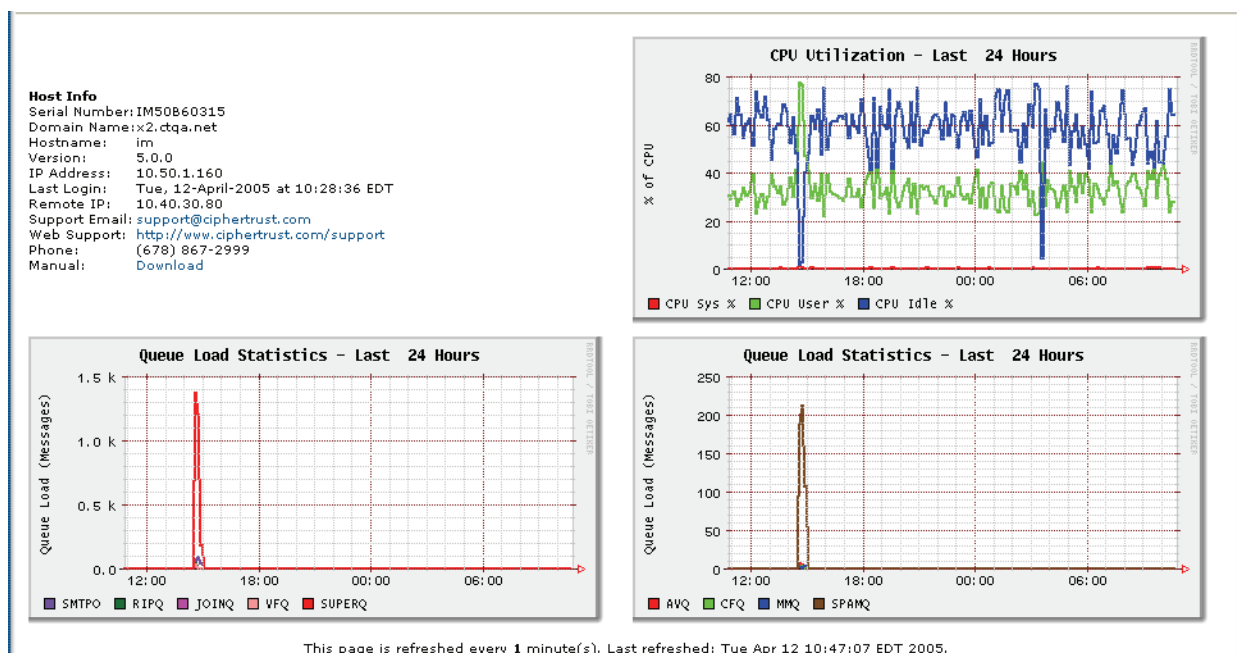 Host Info
Serial Number: IM50B60315
Domain Name: x2.ctqa.net
Hostname: im
Version: 5.0.0
IP Address: 10.50.1.160
Last Login: Tue, 12-April-2005 at 10:28:36 EDT
Remote IP: 10.40.30.80
Support Email: support@ciphertrust.com
Web Support: http://www.ciphertrust.com/support
Phone: (678) 867-2999
Manual: Download
CPU Utilization - Last 24 Hours
RRDTOOL / TOBI OETIKER
% of CPU
80
60
40
20
0
12:00 18:00 00:00 06:00
CPU Sys % CPU User % CPU Idle %
Queue Load Statistics - Last 24 Hours
RRDTOOL / TOBI OETIKER
Queue Load (Messages)
1.5 k
1.0 k
0.5 k
0.0
12:00 18:00 00:00 06:00
SMTPO RIPQ JOINQ VFQ SUPERQ
Queue Load Statistics - Last 24 Hours
RRDTOOL / TOBI OETIKER
Queue Load (Messages)
250
200
150
100
50
0
12:00 18:00 00:00 06:00
AVQ CFQ MMQ SPAMQ
This page is refreshed every 1 minute(s). Last refreshed: Tue Apr 12 10:47:07 EDT 2005.